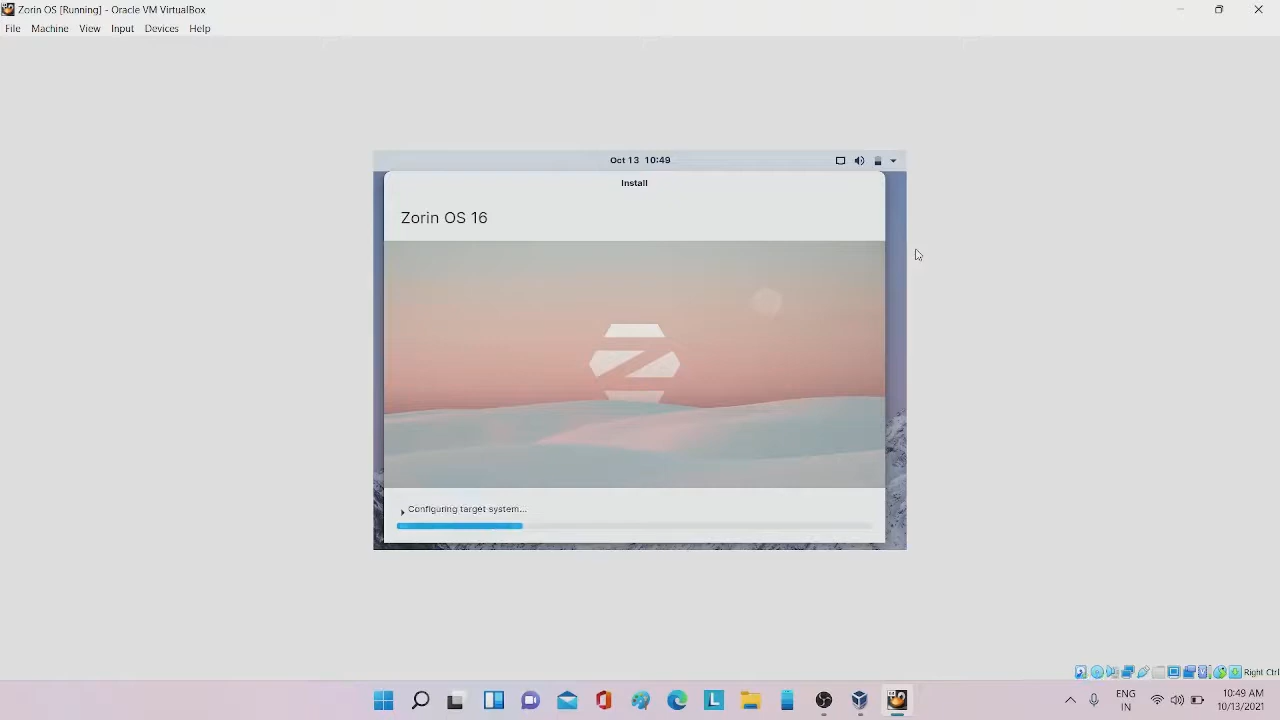 Zorin OS [Running] - Oracle VM VirtualBox
File Machine View Input Devices Help
Oct 13 10:49
Install
Zorin OS 16
Configuring target system...
Right Ctrl
ENG
IN
10:49 AM
10/13/2021